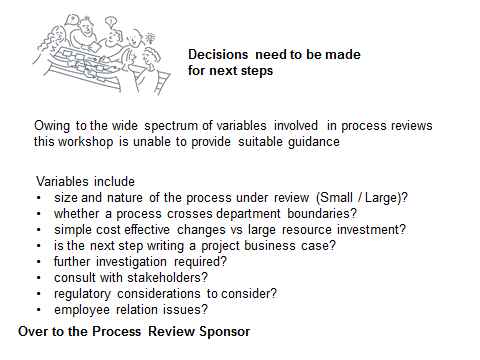 Decisions need to be made
for next steps
Owing to the wide spectrum of variables involved in process reviews
this workshop is unable to provide suitable guidance
Variables include
• size and nature of the process under review (Small / Large)?
• whether a process crosses department boundaries?
• simple cost effective changes vs large resource investment?
• is the next step writing a project business case?
• further investigation required?
• consult with stakeholders?
• regulatory considerations to consider?
• employee relation issues?
Over to the Process Review Sponsor